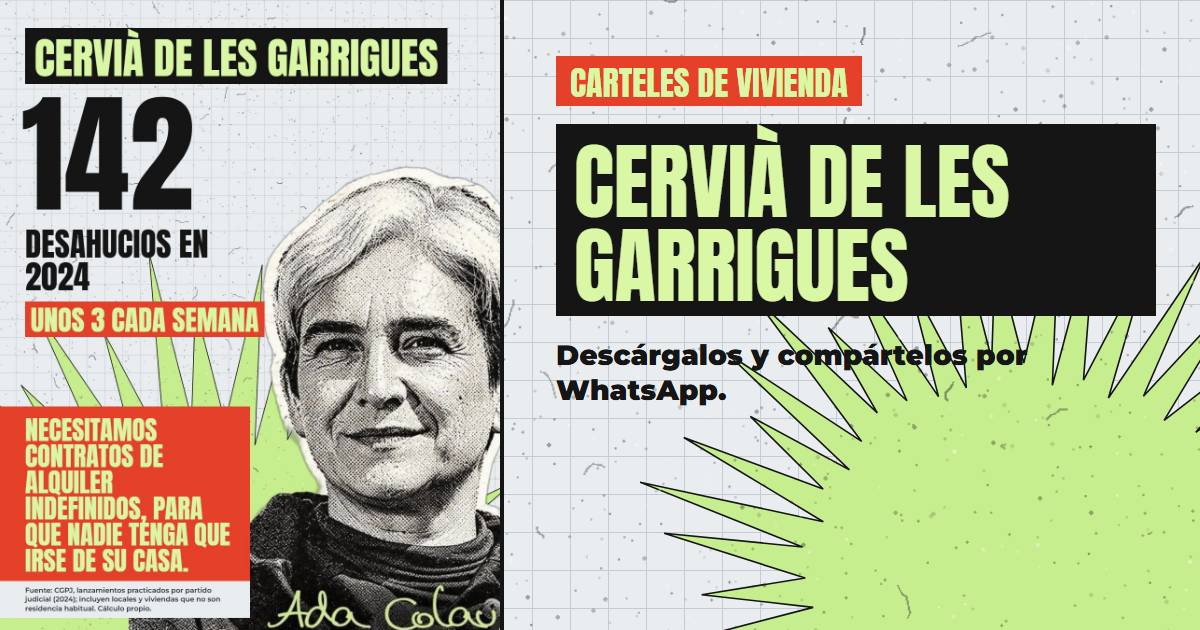 CERVIÀ DE LES GARRIGUES
142
DESAHUCIOS EN
2024
UNOS 3 CADA SEMANA
NECESITAMOS
CONTRATOS DE
ALQUILER
INDEFINIDOS, PARA
QUE NADIE TENGA QUE
IRSE DE SU CASA.
Fuente: CGPJ, lanzamientos practicados por partido
judicial (2024); incluyen locales y viviendas que no son
residencia habitual. Cálculo propio.
Ada Colau
CARTELES DE VIVIENDA
CERVIÀ DE LES
GARRIGUES
Descárgalos y compártelos por
WhatsApp.